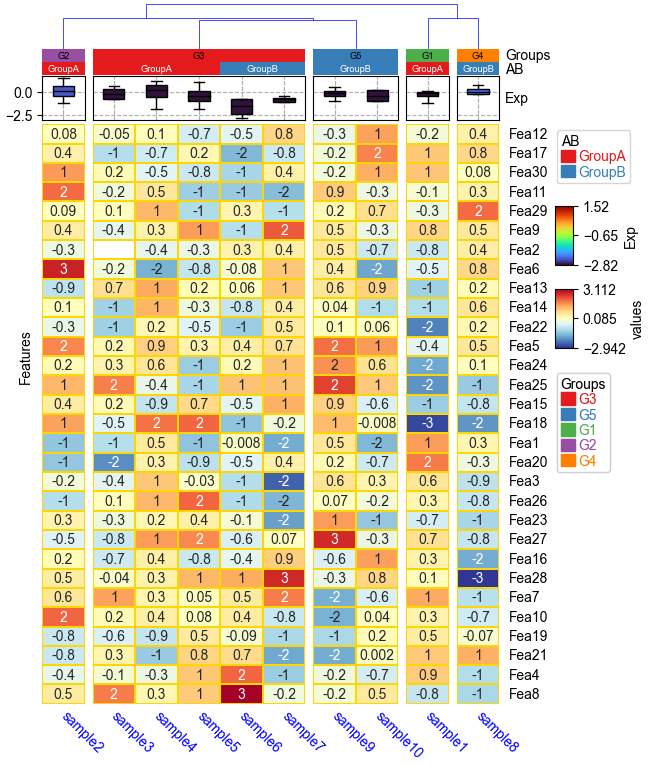 G2 G3 G5 G1 G4 Groups
GroupA GroupA GroupB GroupB GroupA GroupB AB
0.0
−2.5
Exp
0.08 -0.05 0.1 -0.7 -0.5 0.8 -0.3 1 -0.2 0.4 Fea12
0.4 -1 -0.7 0.2 -2 -0.8 -0.2 2 1 0.8 Fea17
1 0.2 -0.5 -0.8 -1 0.4 -0.2 1 1 0.08 Fea30
2 -0.2 0.5 -1 -1 -2 0.9 -0.3 -0.1 0.3 Fea11
0.09 0.1 1 -1 0.3 -1 0.2 0.7 -0.3 2 Fea29
0.4 -0.4 0.3 1 -1 2 0.5 -0.3 0.8 0.5 Fea9
-0.3 -0.4 -0.3 0.3 0.4 0.5 -0.7 -0.8 0.4 Fea2
3 -0.2 -2 -0.8 -0.08 1 0.4 -2 -0.5 0.8 Fea6
-0.9 0.7 1 0.2 0.06 1 0.6 0.9 -1 0.2 Fea13
0.1 -1 1 -0.3 -0.8 0.4 0.04 -1 -1 0.6 Fea14
-0.3 -1 0.2 -0.5 -1 0.5 0.1 0.06 -2 0.2 Fea22
2 0.2 0.9 0.3 0.4 0.7 2 1 -0.4 0.5 Fea5
0.2 0.3 0.6 -1 0.2 1 2 0.6 -2 0.1 Fea24
1 2 -0.4 -1 1 1 2 1 -2 -1 Fea25
0.4 0.2 -0.9 0.7 -0.5 1 0.9 -0.6 -1 -0.8 Fea15
1 -0.5 2 2 -1 -0.2 1 -0.008 -3 -2 Fea18
-1 -1 0.5 -1 -0.008 -2 0.5 -2 1 0.3 Fea1
-1 -2 0.3 -0.9 -0.5 0.4 0.2 -0.7 2 -0.3 Fea20
-0.2 -0.4 1 -0.03 -1 -2 0.6 0.3 0.6 -0.9 Fea3
-1 0.1 1 2 -1 -2 0.07 -0.2 0.3 -0.8 Fea26
0.3 -0.3 0.2 0.4 -0.1 -2 1 -1 -0.7 -1 Fea23
-0.5 -0.8 1 2 -0.6 0.07 3 -0.3 0.7 -0.8 Fea27
0.2 -0.7 0.4 -0.8 -0.4 0.9 -0.6 1 0.3 -2 Fea16
0.5 -0.04 0.3 1 1 3 -0.3 0.8 0.1 -3 Fea28
0.6 1 0.3 0.05 0.5 2 -2 -0.6 1 -1 Fea7
2 0.2 0.4 0.08 0.4 -0.8 -2 0.04 0.3 -0.7 Fea10
-0.8 -0.6 -0.9 0.5 -0.09 -1 -1 0.2 0.5 -0.07 Fea19
-0.8 0.3 -1 0.8 0.7 -2 -2 0.002 1 1 Fea21
-0.4 -0.1 -0.3 1 2 -1 -0.2 -0.7 0.9 -1 Fea4
0.5 2 0.3 1 3 -0.2 -0.2 0.5 -0.8 -1 Fea8
Features
sample2 sample3 sample4 sample5 sample6 sample7 sample9 sample10 sample1 sample8
AB
GroupA
GroupB
1.52
-0.65
-2.82
Exp
3.112
0.085
-2.942
values
Groups
G3
G5
G1
G2
G4